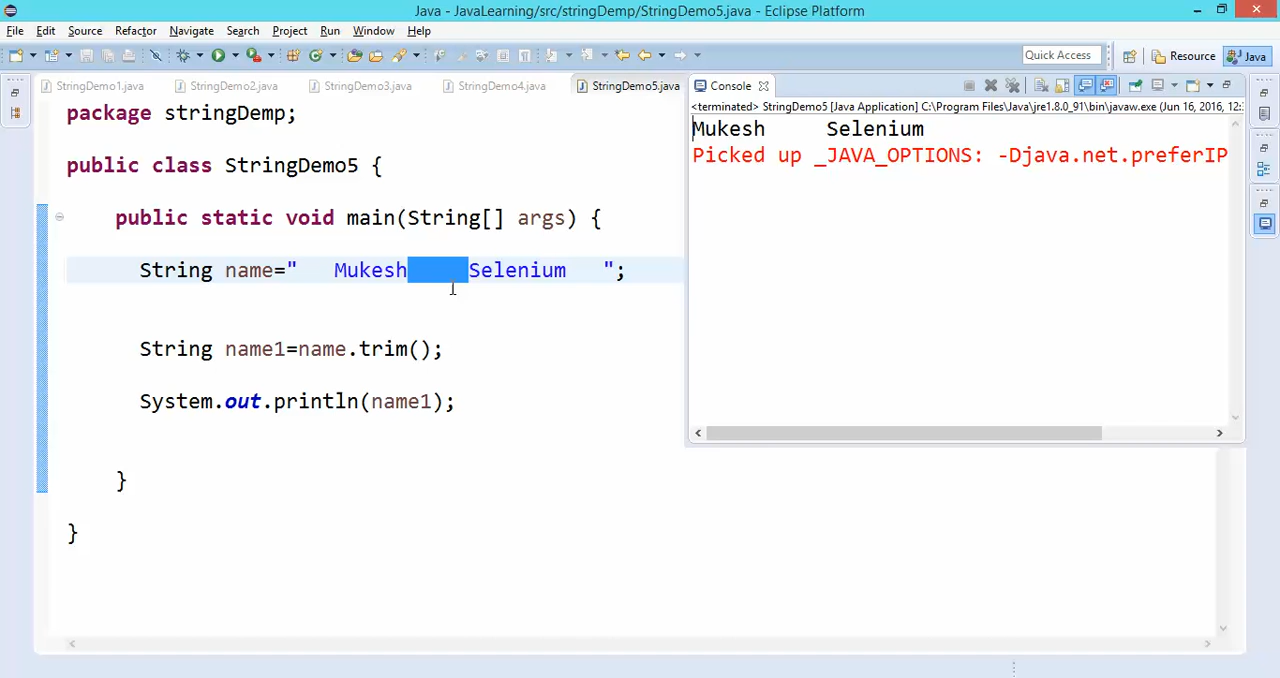 Java - JavaLearning/src/stringDemp/StringDemo5.java - Eclipse Platform
File Edit Source Refactor Navigate Search Project Run Window Help
Quick Access Resource Java
StringDemo1.java StringDemo2.java StringDemo3.java StringDemo4.java StringDemo5.java Console
<terminated> StringDemo5 [Java Application] C:\Program Files\Java\jre1.8.0_91\bin\javaw.exe (Jun 16, 2016, 12:
package stringDemp;
Mukesh     Selenium
Picked up _JAVA_OPTIONS: -Djava.net.preferIP
public class StringDemo5 {
public static void main(String[] args) {
String name="   Mukesh     Selenium   ";
String name1=name.trim();
System.out.println(name1);
}
}